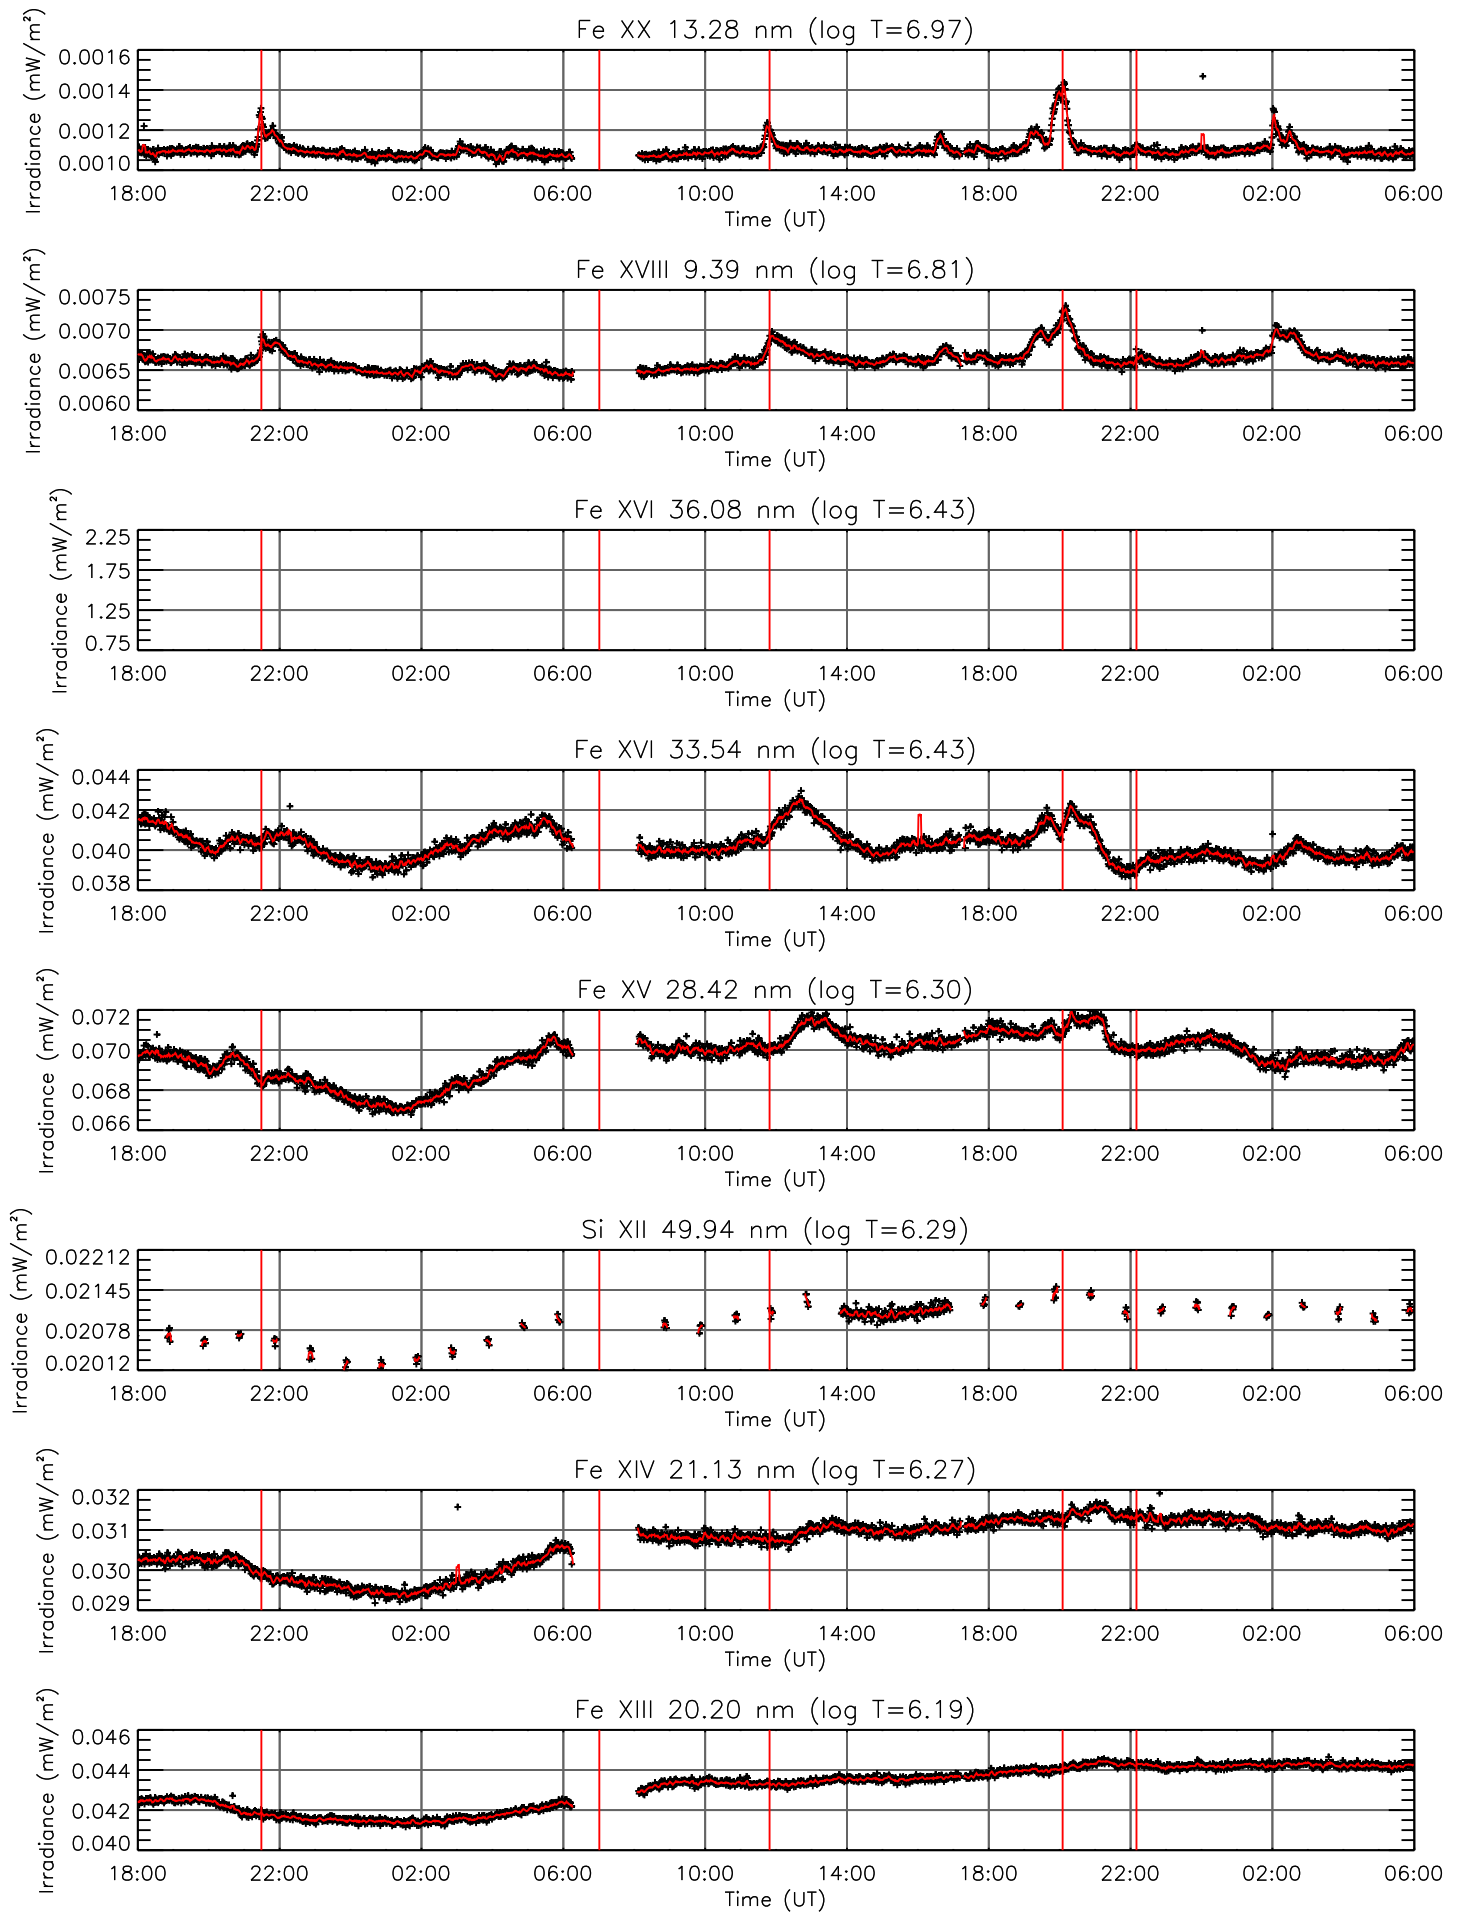 Fe XX 13.28 nm (log T=6.97)
Irradiance (mW/m²)
0.0016
0.0014
0.0012
0.0010
18:00 22:00 02:00 06:00 10:00 14:00 18:00 22:00 02:00 06:00
Time (UT)
Fe XVIII 9.39 nm (log T=6.81)
Irradiance (mW/m²)
0.0075
0.0070
0.0065
0.0060
18:00 22:00 02:00 06:00 10:00 14:00 18:00 22:00 02:00 06:00
Time (UT)
Fe XVI 36.08 nm (log T=6.43)
Irradiance (mW/m²)
2.25
1.75
1.25
0.75
18:00 22:00 02:00 06:00 10:00 14:00 18:00 22:00 02:00 06:00
Time (UT)
Fe XVI 33.54 nm (log T=6.43)
Irradiance (mW/m²)
0.044
0.042
0.040
0.038
18:00 22:00 02:00 06:00 10:00 14:00 18:00 22:00 02:00 06:00
Time (UT)
Fe XV 28.42 nm (log T=6.30)
Irradiance (mW/m²)
0.072
0.070
0.068
0.066
18:00 22:00 02:00 06:00 10:00 14:00 18:00 22:00 02:00 06:00
Time (UT)
Si XII 49.94 nm (log T=6.29)
Irradiance (mW/m²)
0.02212
0.02145
0.02078
0.02012
18:00 22:00 02:00 06:00 10:00 14:00 18:00 22:00 02:00 06:00
Time (UT)
Fe XIV 21.13 nm (log T=6.27)
Irradiance (mW/m²)
0.032
0.031
0.030
0.029
18:00 22:00 02:00 06:00 10:00 14:00 18:00 22:00 02:00 06:00
Time (UT)
Fe XIII 20.20 nm (log T=6.19)
Irradiance (mW/m²)
0.046
0.044
0.042
0.040
18:00 22:00 02:00 06:00 10:00 14:00 18:00 22:00 02:00 06:00
Time (UT)